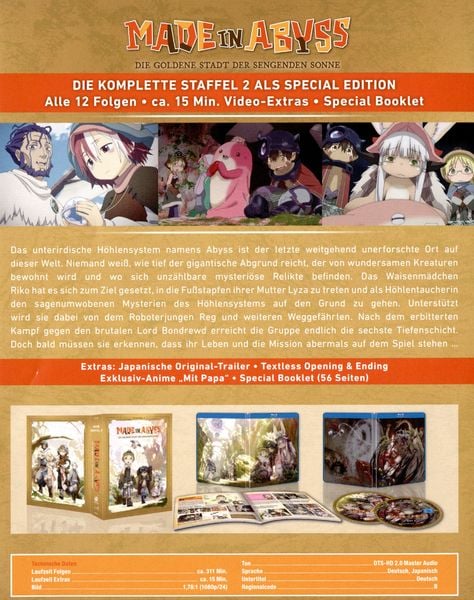 MADE IN ABYSS
DIE GOLDENE STADT DER SENGENDEN SONNE
DIE KOMPLETTE STAFFEL 2 ALS SPECIAL EDITION
Alle 12 Folgen • ca. 15 Min. Video-Extras • Special Booklet
Das unterirdische Höhlensystem namens Abyss ist der letzte weitgehend unerforschte Ort auf
dieser Welt. Niemand weiß, wie tief der gigantische Abgrund reicht, der von wundersamen Kreaturen
bewohnt wird und wo sich unzählbare mysteriöse Relikte befinden. Das Waisenmädchen
Riko hat es sich zum Ziel gesetzt, in die Fußstapfen ihrer Mutter Lyza zu treten und als Höhlentaucherin
den sagenumwobenen Mysterien des Höhlensystems auf den Grund zu gehen. Unterstützt
wird sie dabei von dem Roboterjungen Reg und weiteren Weggefährten. Nach dem erbitterten
Kampf gegen den brutalen Lord Bondrewd erreicht die Gruppe endlich die sechste Tiefenschicht.
Doch bald müssen sie erkennen, dass ihr Leben und die Mission abermals auf dem Spiel stehen ...
Extras: Japanische Original-Trailer • Textless Opening & Ending
Exklusiv-Anime „Mit Papa“ • Special Booklet (56 Seiten)
MADE IN ABYSS
Technische Daten
Laufzeit Folgen ca. 311 Min.
Laufzeit Extras ca. 15 Min.
Bild 1,78:1 (1080p/24)
Ton DTS-HD 2.0 Master Audio
Sprache Deutsch, Japanisch
Untertitel Deutsch
Regionalcode B